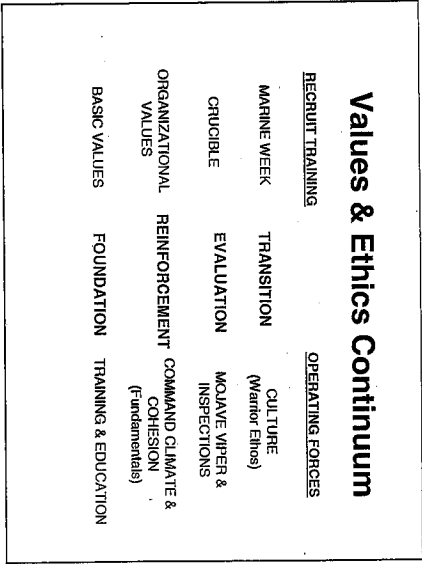 Values & Ethics Continuum
RECRUIT TRAINING OPERATING FORCES
MARINE WEEK TRANSITION CULTURE
(Warrior Ethos)
CRUCIBLE EVALUATION MOJAVE VIPER &
INSPECTIONS
ORGANIZATIONAL REINFORCEMENT COMMAND CLIMATE &
VALUES COHESION
(Fundamentals)
BASIC VALUES FOUNDATION TRAINING & EDUCATION